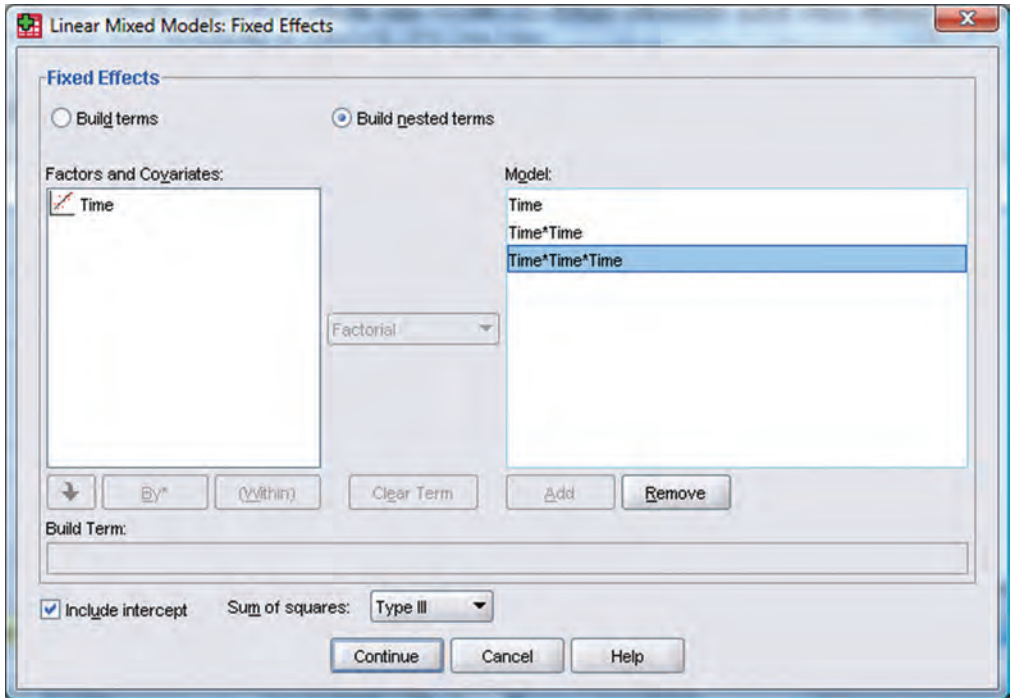 Linear Mixed Models: Fixed Effects
Fixed Effects
Build terms
Build nested terms
Factors and Covariates:
Model:
Time
Time
Time*Time
Time*Time*Time
Factorial
By*
(Within)
Clear Term
Add
Remove
Build Term:
Include intercept
Sum of squares:
Type III
Continue
Cancel
Help